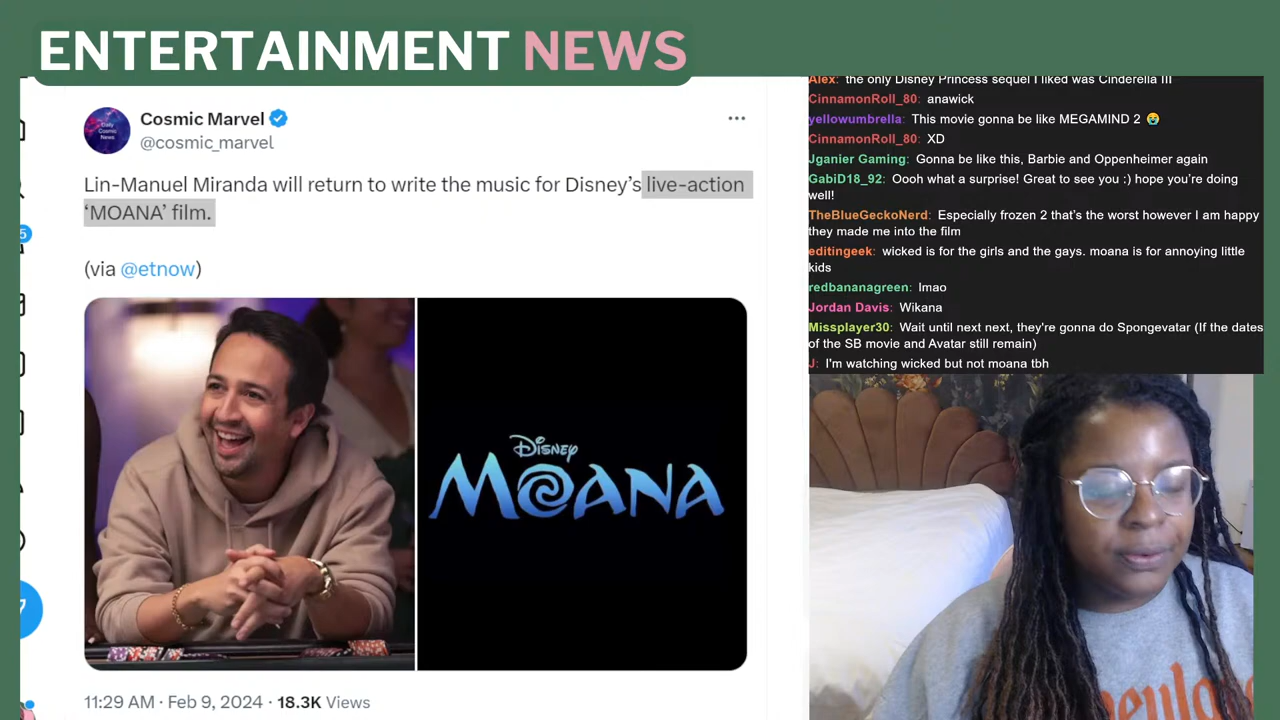 ENTERTAINMENT NEWS
Cosmic Marvel
@cosmic_marvel
Lin-Manuel Miranda will return to write the music for Disney's live-action
'MOANA' film.
(via @etnow)
Disney
MOANA
11:29 AM · Feb 9, 2024 · 18.3K Views
Alex: the only Disney Princess sequel I liked was Cinderella III
CinnamonRoll_80: anawick
yellowumbrella: This movie gonna be like MEGAMIND 2 😭
CinnamonRoll_80: XD
Jganier Gaming: Gonna be like this, Barbie and Oppenheimer again
GabiD18_92: Oooh what a surprise! Great to see you :) hope you're doing
well!
TheBlueGeckoNerd: Especially frozen 2 that's the worst however I am happy
they made me into the film
editingeek: wicked is for the girls and the gays. moana is for annoying little
kids
redbananagreen: lmao
Jordan Davis: Wikana
Missplayer30: Wait until next next, they're gonna do Spongevatar (If the dates
of the SB movie and Avatar still remain)
J: I'm watching wicked but not moana tbh